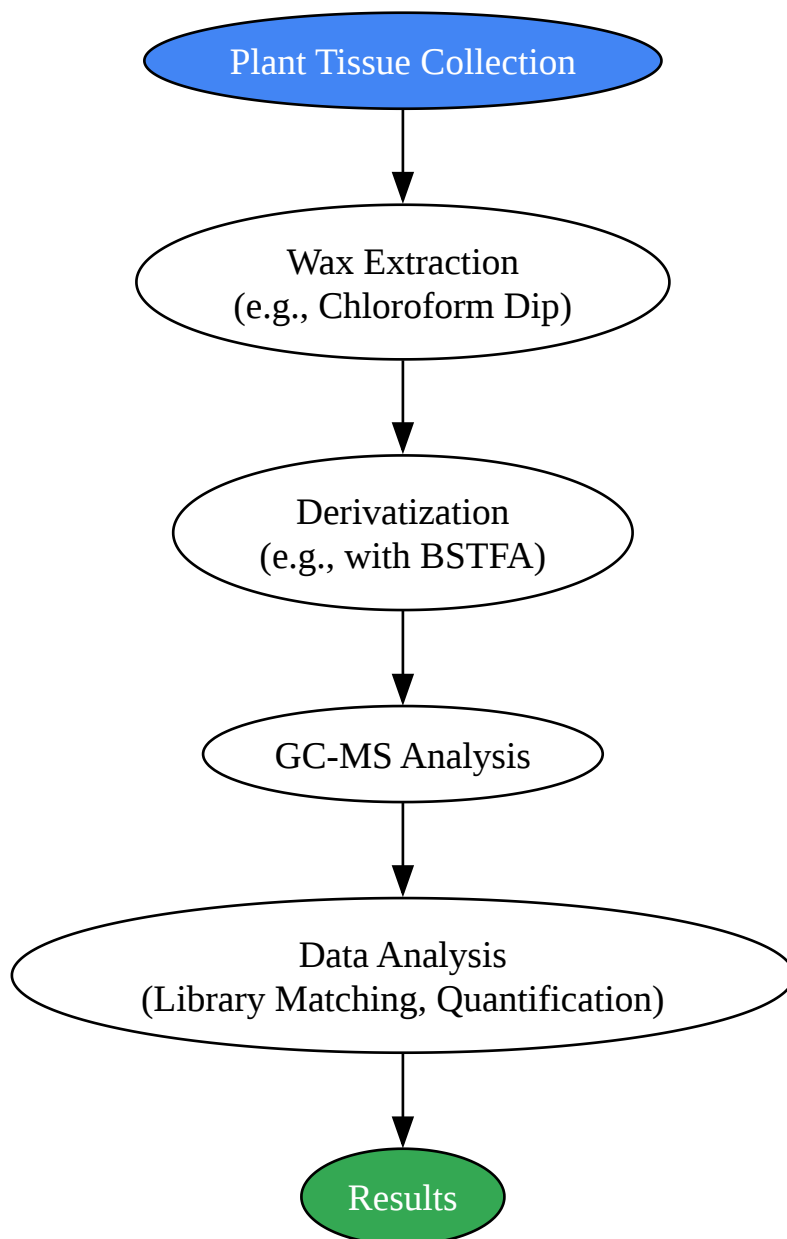 Plant Tissue Collection
Wax Extraction
(e.g., Chloroform Dip)
Derivatization
(e.g., with BSTFA)
GC-MS Analysis
Data Analysis
(Library Matching, Quantification)
Results